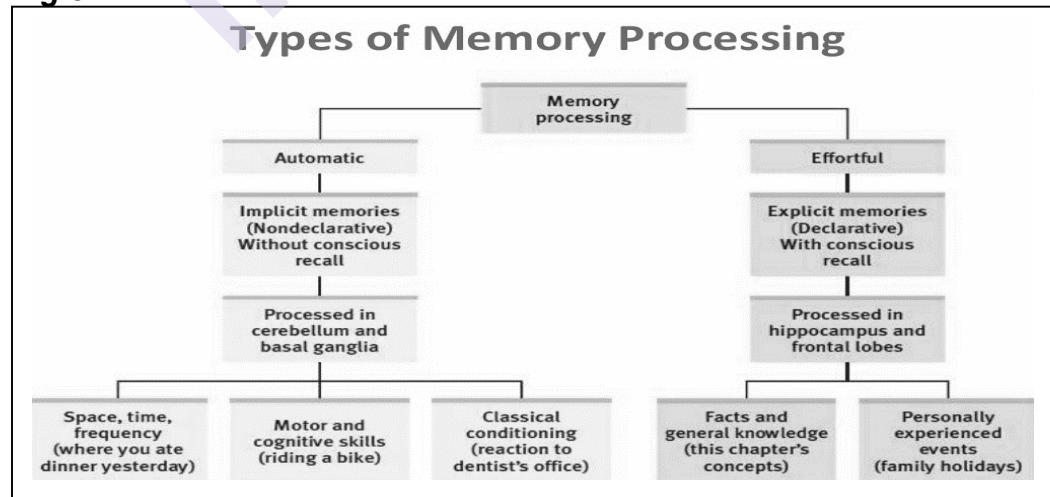 Types of Memory Processing
Memory
processing
Automatic
Effortful
Implicit memories
(Nondeclarative)
Without conscious
recall
Explicit memories
(Declarative)
With conscious
recall
Processed in
cerebellum and
basal ganglia
Processed in
hippocampus and
frontal lobes
Space, time,
frequency
(where you ate
dinner yesterday)
Motor and
cognitive skills
(riding a bike)
Classical
conditioning
(reaction to
dentist's office)
Facts and
general knowledge
(this chapter's
concepts)
Personally
experienced
events
(family holidays)